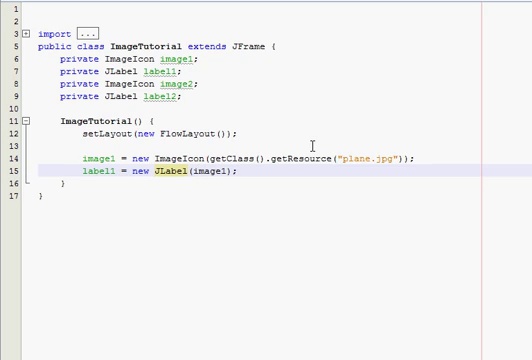 1
2
3 import ...
5 public class ImageTutorial extends JFrame {
6 private ImageIcon image1;
7 private JLabel label1;
8 private ImageIcon image2;
9 private JLabel label2;
10
11 ImageTutorial() {
12 setLayout(new FlowLayout());
13
14 image1 = new ImageIcon(getClass().getResource("plane.jpg"));
15 label1 = new JLabel(image1);
16 }
17 }